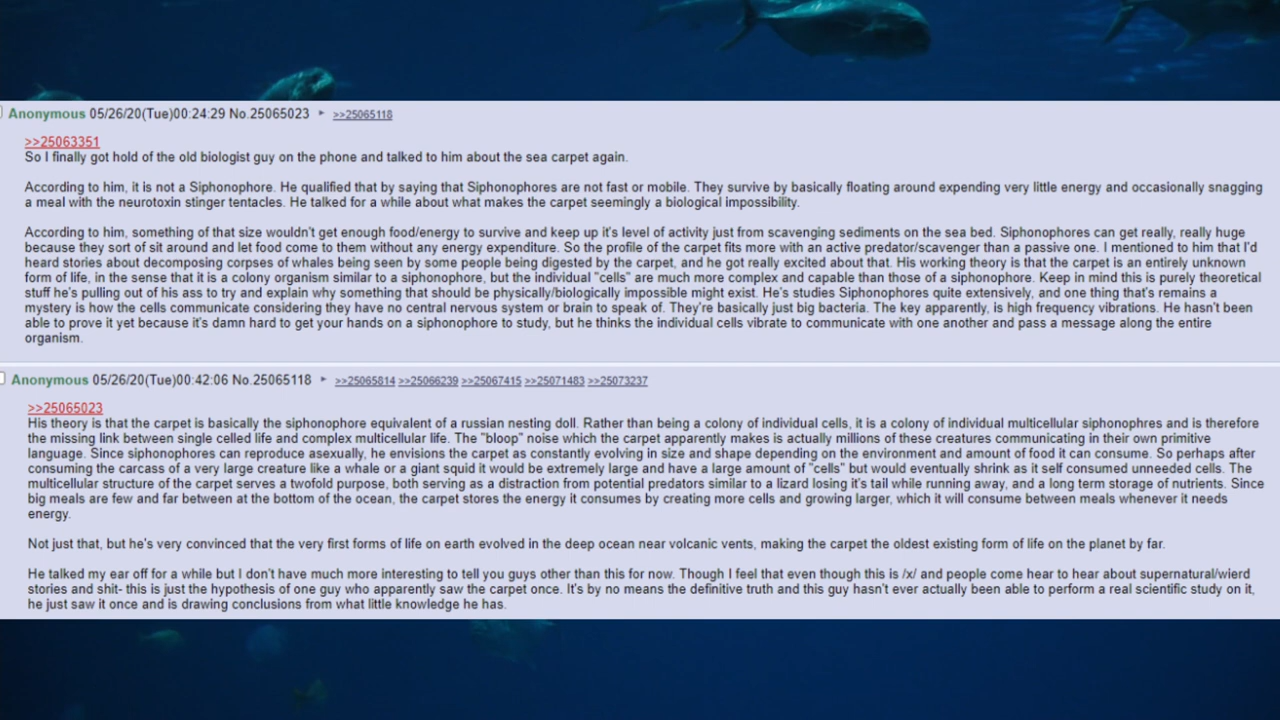 Anonymous 05/26/20(Tue)00:24:29 No.25065023 ► >>25065118
>>25063351
So I finally got hold of the old biologist guy on the phone and talked to him about the sea carpet again.
According to him, it is not a Siphonophore. He qualified that by saying that Siphonophores are not fast or mobile. They survive by basically floating around expending very little energy and occasionally snagging
a meal with the neurotoxin stinger tentacles. He talked for a while about what makes the carpet seemingly a biological impossibility.
According to him, something of that size wouldn't get enough food/energy to survive and keep up it's level of activity just from scavenging sediments on the sea bed. Siphonophores can get really, really huge
because they sort of sit around and let food come to them without any energy expenditure. So the profile of the carpet fits more with an active predator/scavenger than a passive one. I mentioned to him that I'd
heard stories about decomposing corpses of whales being seen by some people being digested by the carpet, and he got really excited about that. His working theory is that the carpet is an entirely unknown
form of life, in the sense that it is a colony organism similar to a siphonophore, but the individual "cells" are much more complex and capable than those of a siphonophore. Keep in mind this is purely theoretical
stuff he's pulling out of his ass to try and explain why something that should be physically/biologically impossible might exist. He's studies Siphonophores quite extensively, and one thing that's remains a
mystery is how the cells communicate considering they have no central nervous system or brain to speak of. They're basically just big bacteria. The key apparently, is high frequency vibrations. He hasn't been
able to prove it yet because it's damn hard to get your hands on a siphonophore to study, but he thinks the individual cells vibrate to communicate with one another and pass a message along the entire
organism.
Anonymous 05/26/20(Tue)00:42:06 No.25065118 ► >>25065814 >>25066239 >>25067415 >>25071483 >>25073237
>>25065023
His theory is that the carpet is basically the siphonophore equivalent of a russian nesting doll. Rather than being a colony of individual cells, it is a colony of individual multicellular siphonophres and is therefore
the missing link between single celled life and complex multicellular life. The "bloop" noise which the carpet apparently makes is actually millions of these creatures communicating in their own primitive
language. Since siphonophores can reproduce asexually, he envisions the carpet as constantly evolving in size and shape depending on the environment and amount of food it can consume. So perhaps after
consuming the carcass of a very large creature like a whale or a giant squid it would be extremely large and have a large amount of "cells" but would eventually shrink as it self consumed unneeded cells. The
multicellular structure of the carpet serves a twofold purpose, both serving as a distraction from potential predators similar to a lizard losing it's tail while running away, and a long term storage of nutrients. Since
big meals are few and far between at the bottom of the ocean, the carpet stores the energy it consumes by creating more cells and growing larger, which it will consume between meals whenever it needs
energy.
Not just that, but he's very convinced that the very first forms of life on earth evolved in the deep ocean near volcanic vents, making the carpet the oldest existing form of life on the planet by far.
He talked my ear off for a while but I don't have much more interesting to tell you guys other than this for now. Though I feel that even though this is /x/ and people come hear to hear about supernatural/wierd
stories and shit- this is just the hypothesis of one guy who apparently saw the carpet once. It's by no means the definitive truth and this guy hasn't ever actually been able to perform a real scientific study on it,
he just saw it once and is drawing conclusions from what little knowledge he has.